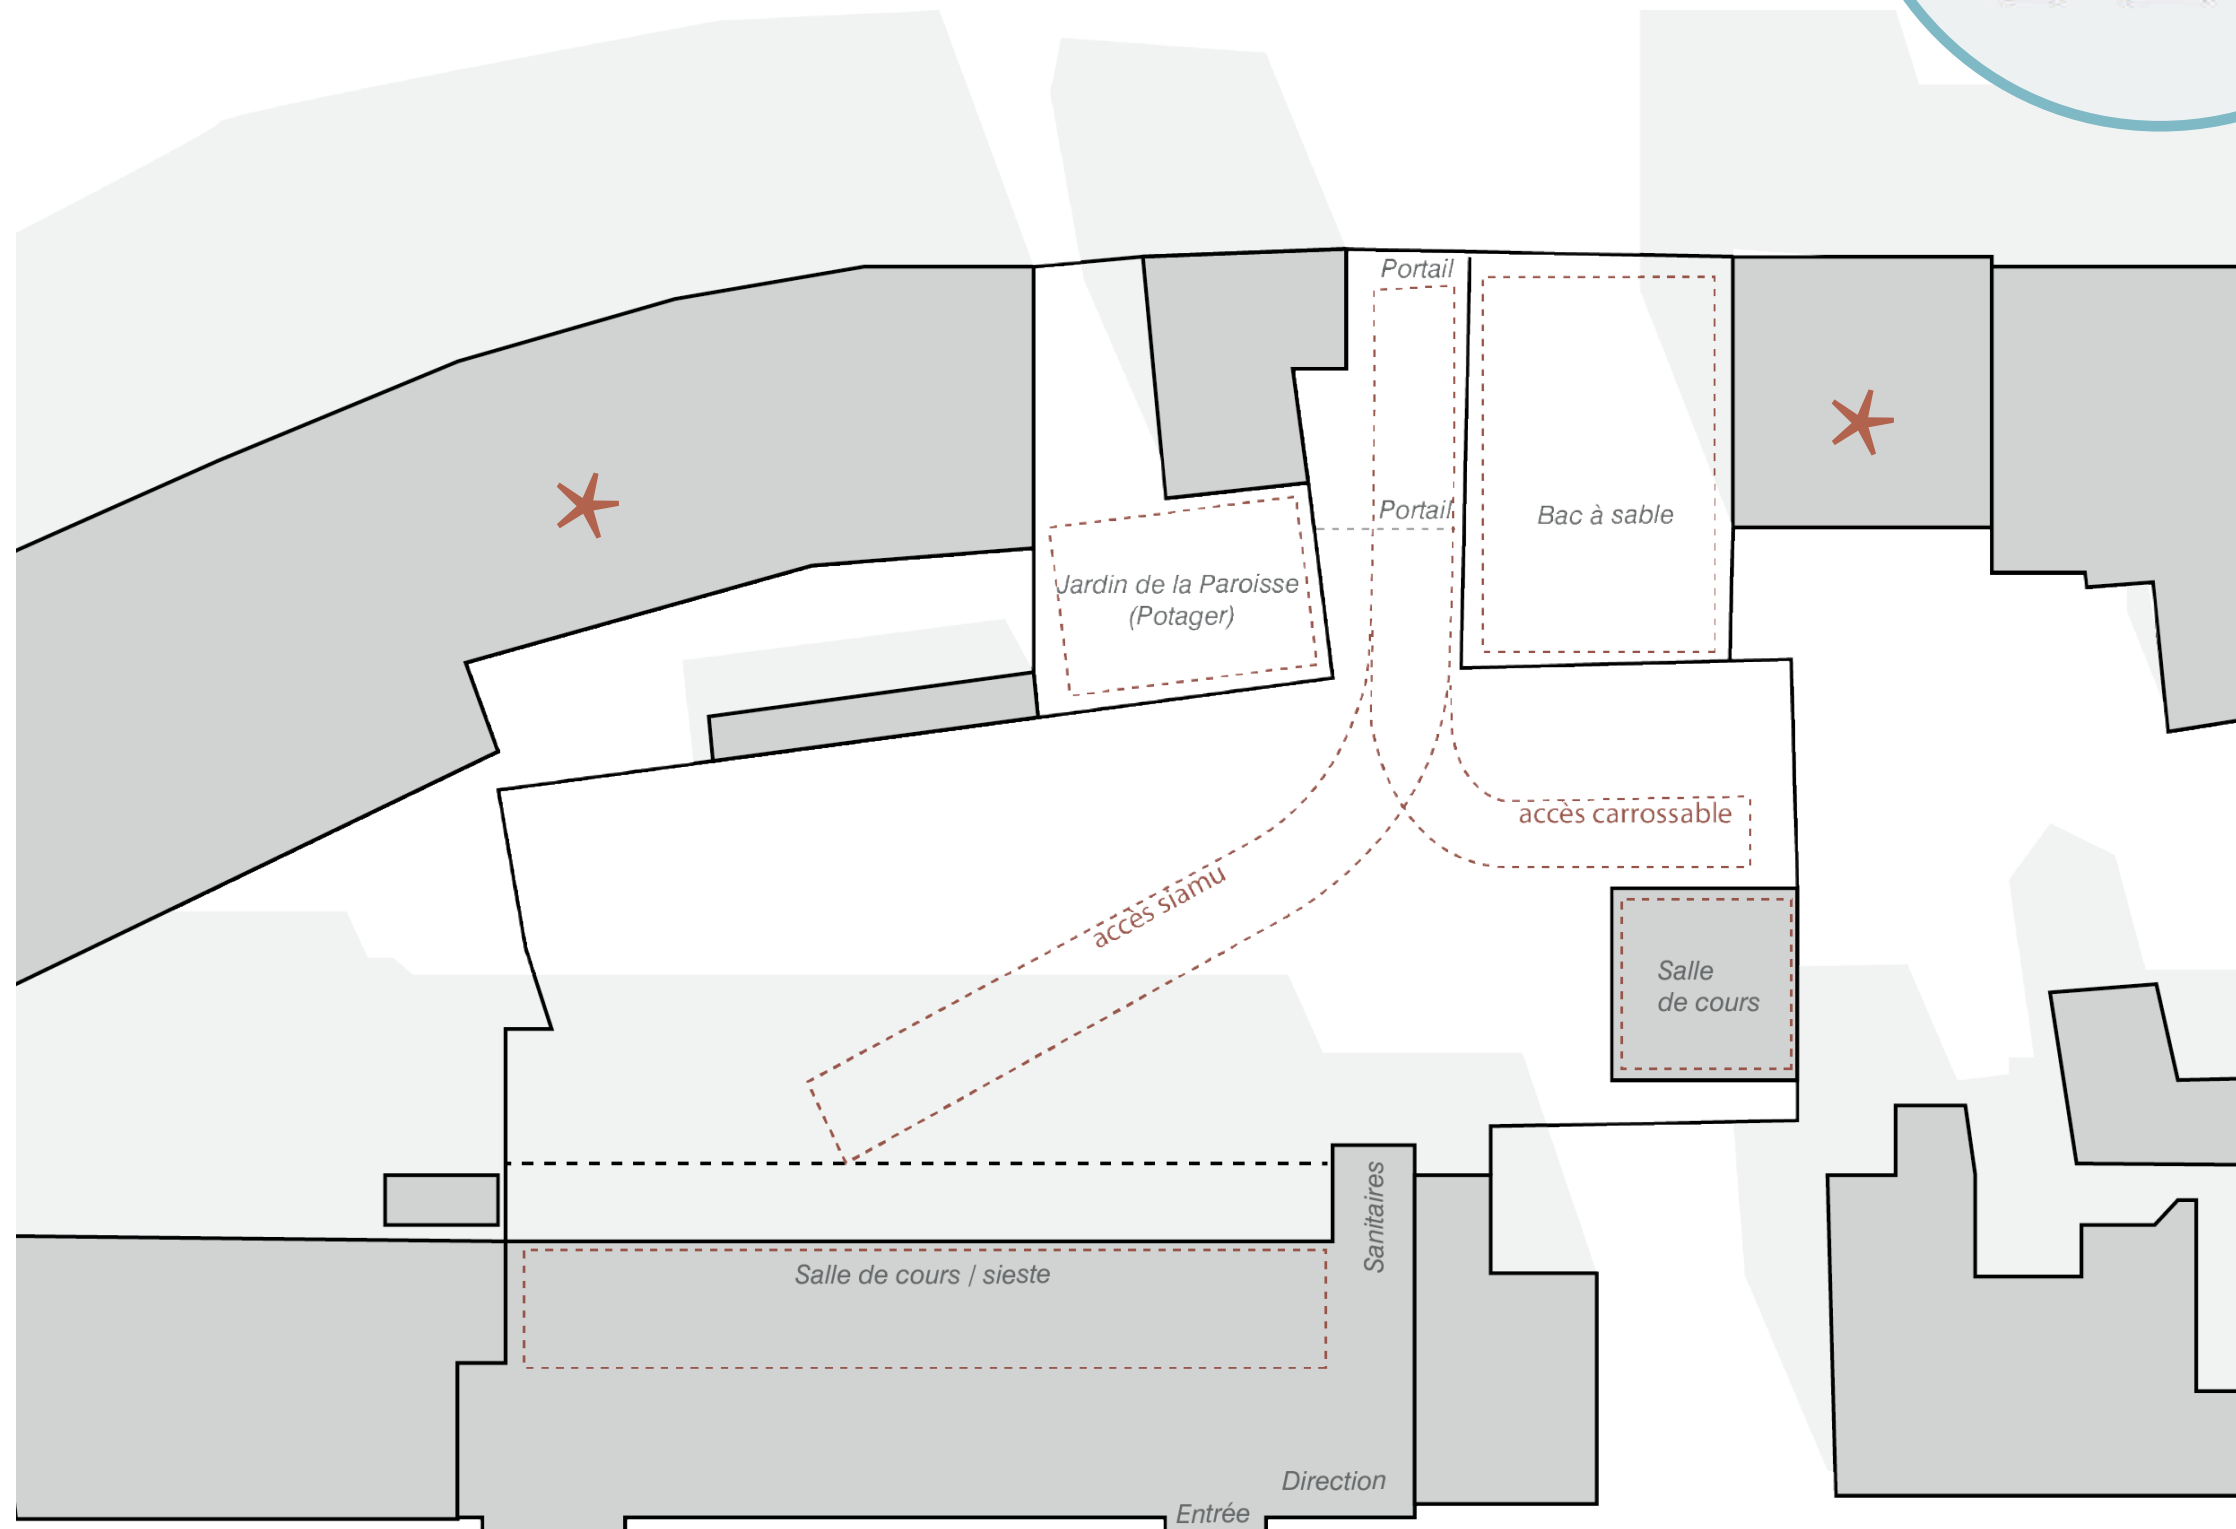 Portail
Portail
Bac à sable
Jardin de la Paroisse
(Potager)
accès carrossable
accès siamu
Salle
de cours
Sanitaires
Salle de cours / sieste
Direction
Entrée